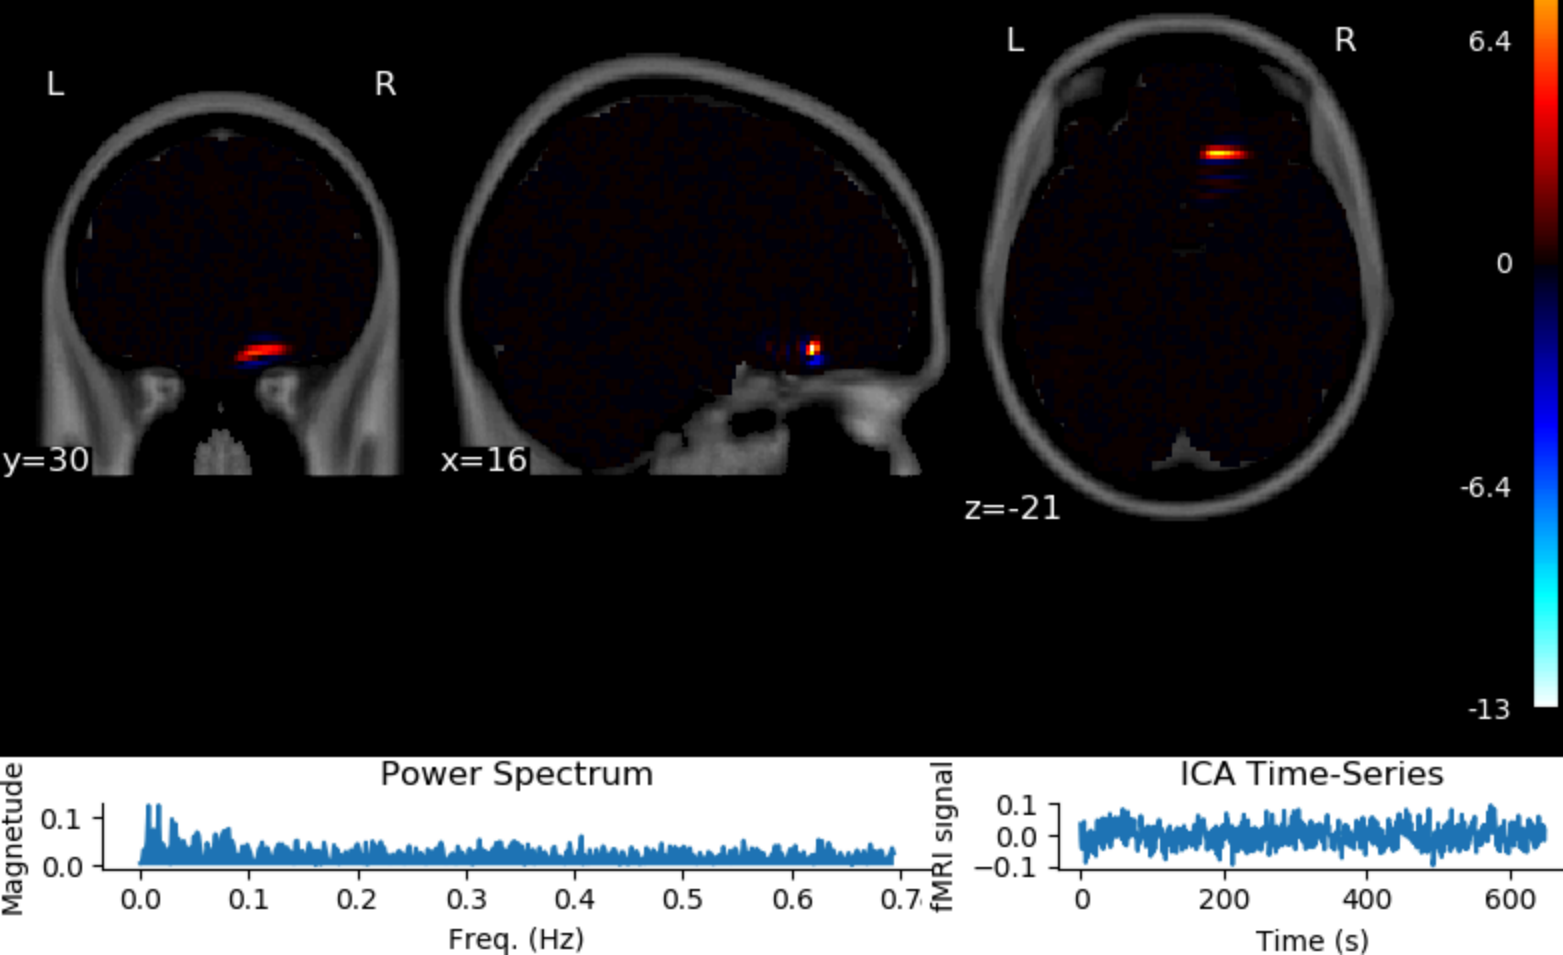 L R
L R
6.4
0
-6.4
-13
y=30
x=16
z=-21
Power Spectrum
Magnetude
0.1
0.0
0.0 0.1 0.2 0.3 0.4 0.5 0.6 0.7
Freq. (Hz)
ICA Time-Series
fMRI signal
0.1
0.0
−0.1
0 200 400 600
Time (s)